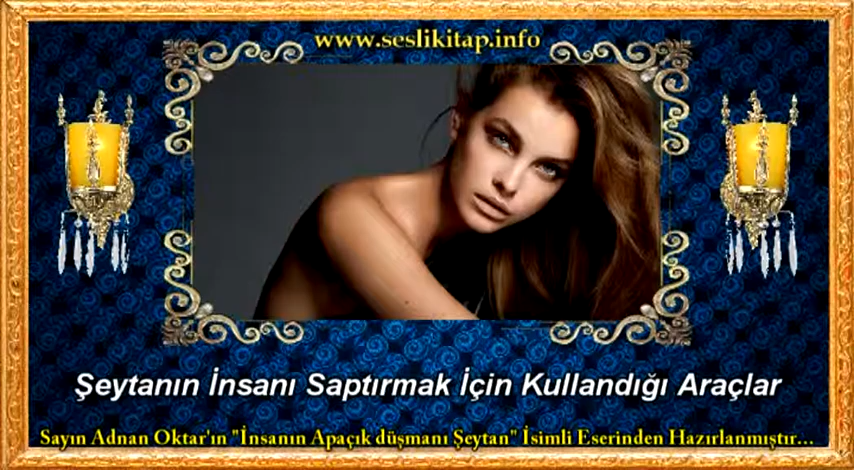 www.seslikitap.info
Şeytanın İnsanı Saptırmak İçin Kullandığı Araçlar
Sayın Adnan Oktar'ın "İnsanın Apaçık düşmanı Şeytan" İsimli Eserinden Hazırlanmıştır...